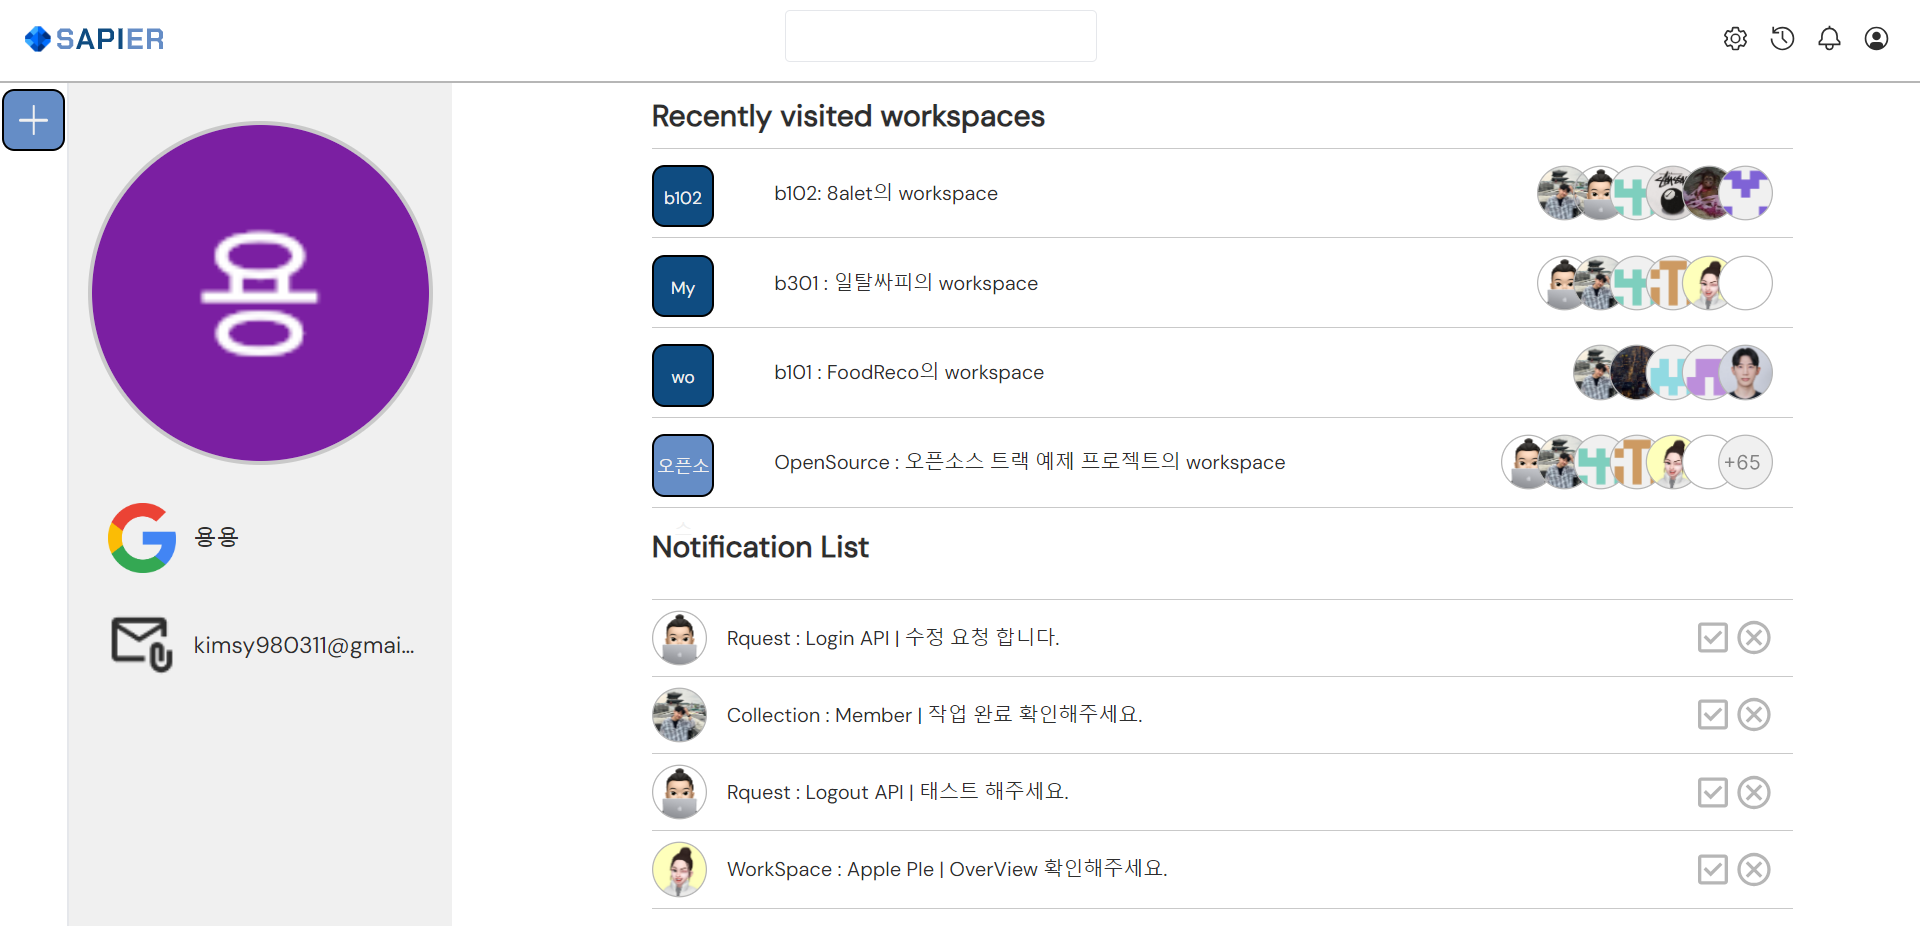 SAPIER
용
용용
kimsy980311@gmai...
Recently visited workspaces
b102
b102: 8alet의 workspace
My
b301 : 일탈싸피의 workspace
wo
b101 : FoodReco의 workspace
오픈소
OpenSource : 오픈소스 트랙 예제 프로젝트의 workspace
+65
스
Notification List
Rquest : Login API | 수정 요청 합니다.
Collection : Member | 작업 완료 확인해주세요.
Rquest : Logout API | 태스트 해주세요.
WorkSpace : Apple PIe | OverView 확인해주세요.